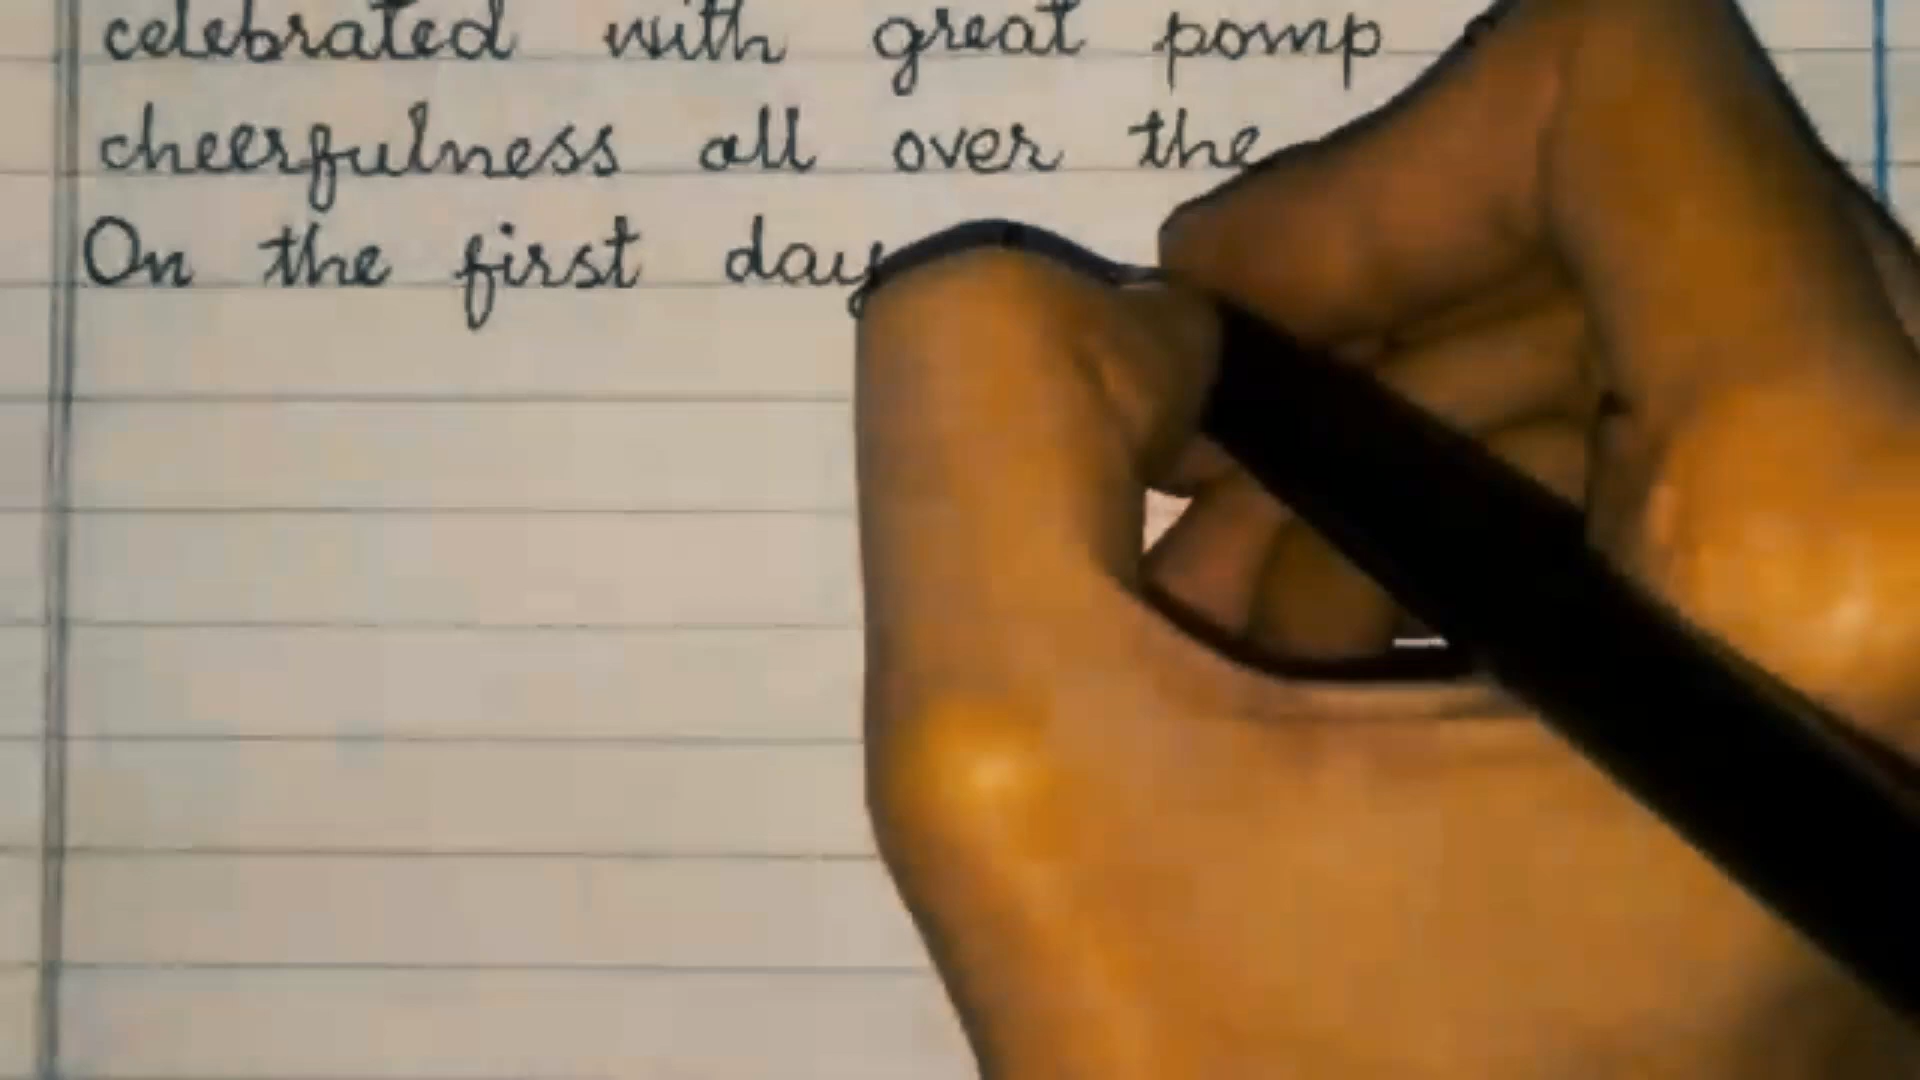 celebrated with great pomp
cheerfulness all over the
On the first day